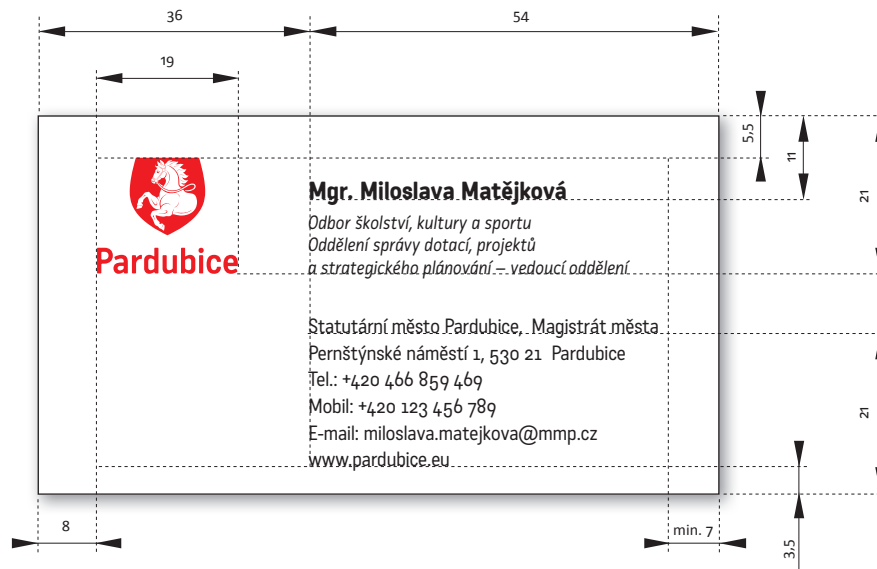 36
54
19
5,5
11
21
Pardubice
Mgr. Miloslava Matějková
Odbor školství, kultury a sportu
Oddělení správy dotací, projektů
a strategického plánování – vedoucí oddělení
Statutární město Pardubice, Magistrát města
Pernštýnské náměstí 1, 530 21 Pardubice
Tel.: +420 466 859 469
Mobil: +420 123 456 789
E-mail: miloslava.matejkova@mmp.cz
www.pardubice.eu
21
8
min. 7
3,5